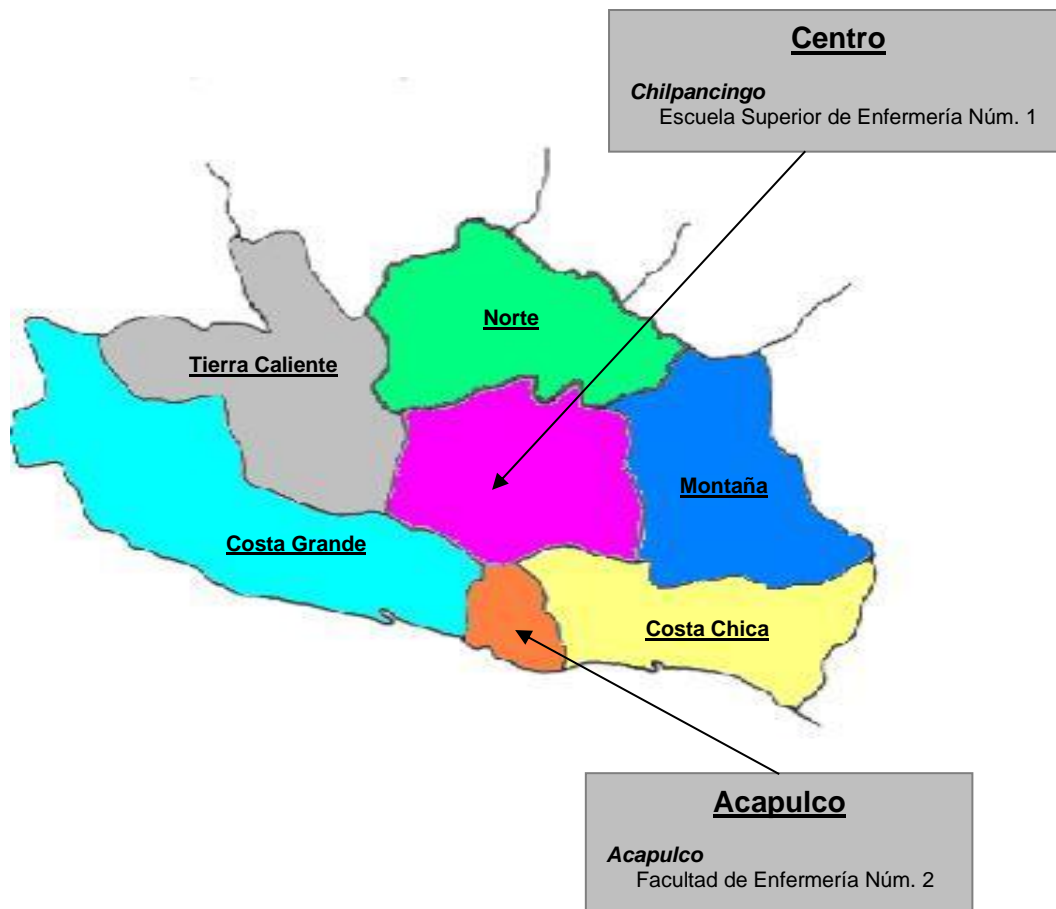 Centro
Chilpancingo
Escuela Superior de Enfermería Núm. 1
Norte
Tierra Caliente
Montaña
Costa Grande
Costa Chica
Acapulco
Acapulco
Facultad de Enfermería Núm. 2